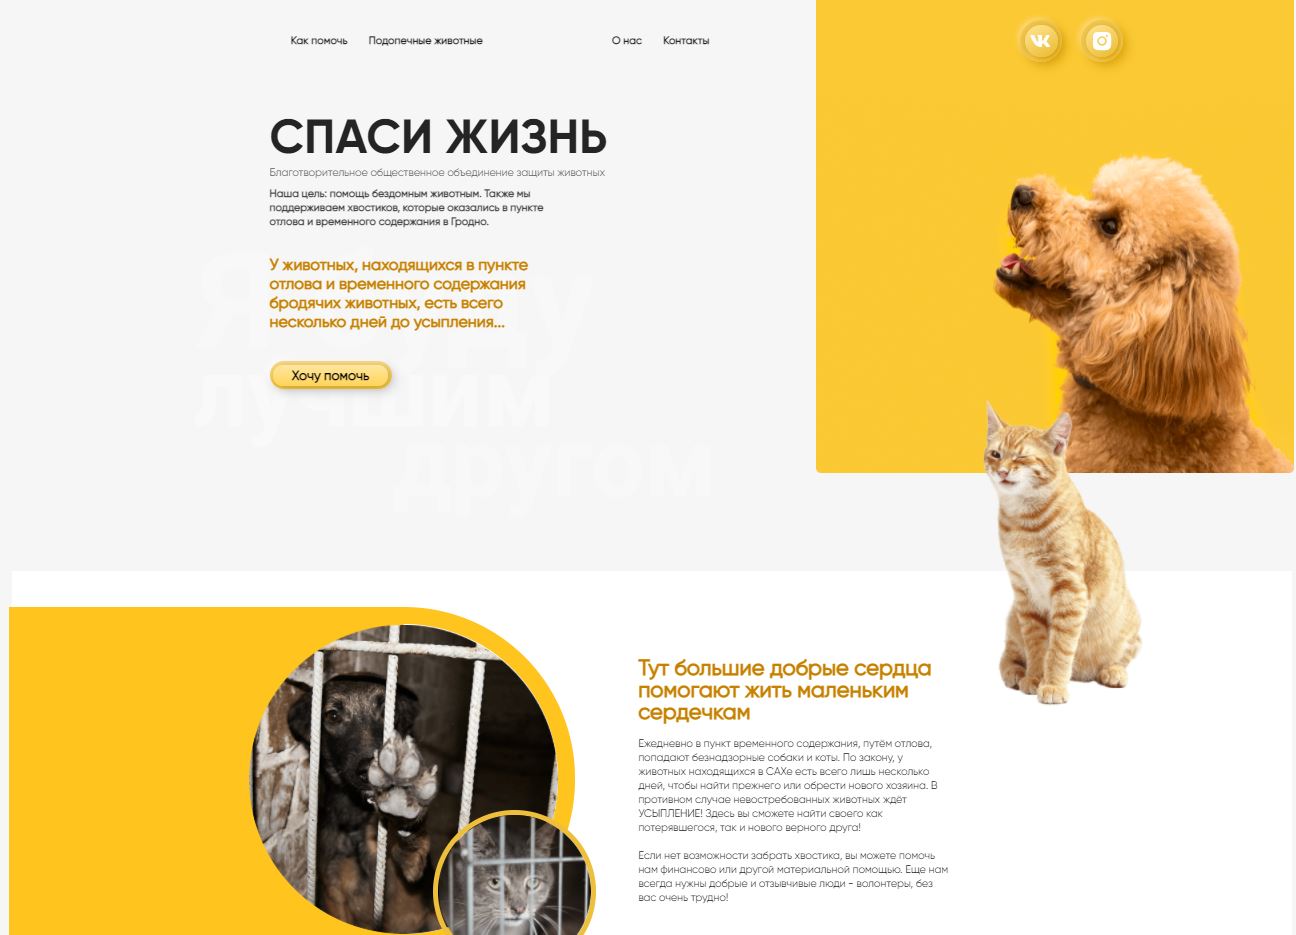 Как помочь Подопечные животные О нас Контакты
СПАСИ ЖИЗНЬ
Благотворительное общественное объединение защиты животных
Наша цель: помощь бездомным животным. Также мы
поддерживаем хвостиков, которые оказались в пункте
отлова и временного содержания в Гродно.
Я буду
лучшим
другом
У животных, находящихся в пункте
отлова и временного содержания
бродячих животных, есть всего
несколько дней до усыпления...
Хочу помочь
Тут большие добрые сердца
помогают жить маленьким
сердечкам
Ежедневно в пункт временного содержания, путём отлова,
попадают безнадзорные собаки и коты. По закону, у
животных находящихся в САХе есть всего лишь несколько
дней, чтобы найти прежнего или обрести нового хозяина. В
противном случае невостребованных животных ждёт
УСЫПЛЕНИЕ! Здесь вы сможете найти своего как
потерявшегося, так и нового верного друга!
Если нет возможности забрать хвостика, вы можете помочь
нам финансово или другой материальной помощью. Еще нам
всегда нужны добрые и отзывчивые люди - волонтеры, без
вас очень трудно!